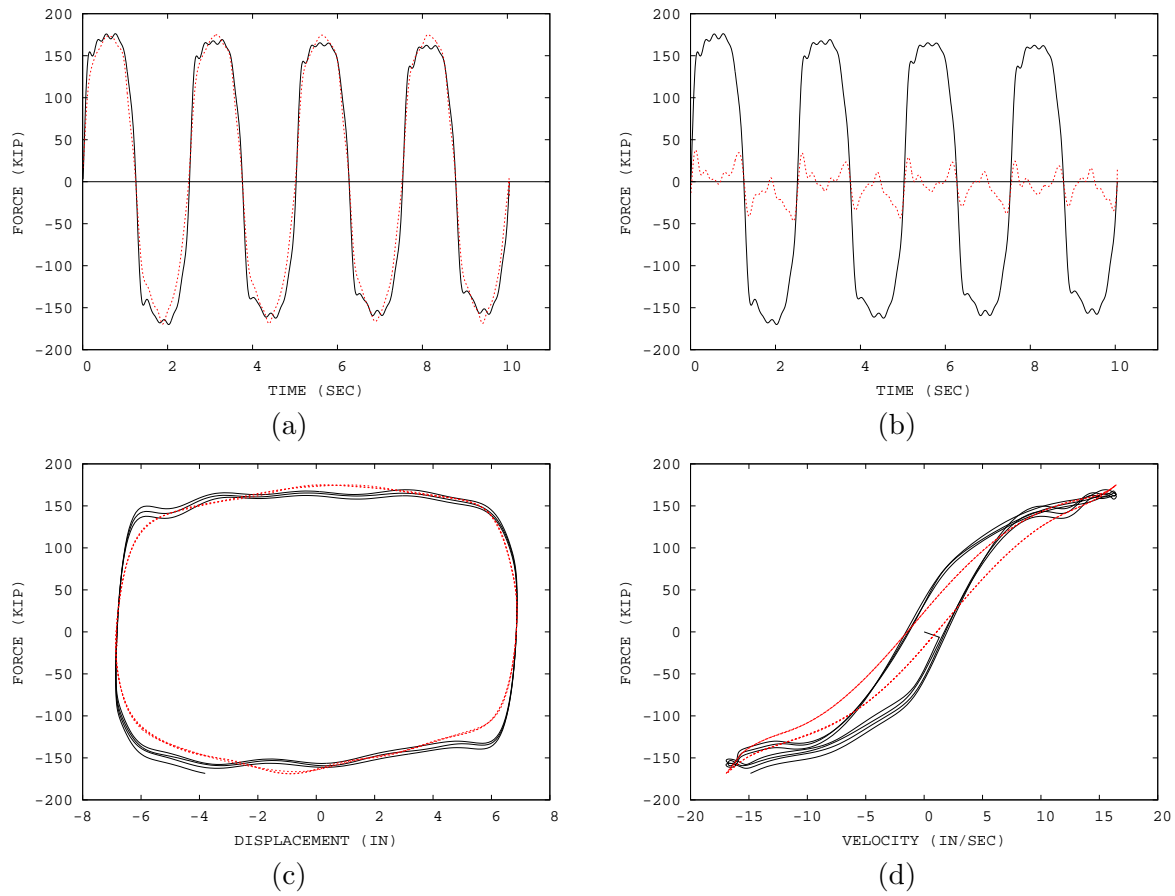 200
150
100
50
0
-50
-100
-150
-200
FORCE (KIP)
0 2 4 6 8 10
TIME (SEC)
(a)
200
150
100
50
0
-50
-100
-150
-200
FORCE (KIP)
0 2 4 6 8 10
TIME (SEC)
(b)
200
150
100
50
0
-50
-100
-150
-200
FORCE (KIP)
-8 -6 -4 -2 0 2 4 6 8
DISPLACEMENT (IN)
(c)
200
150
100
50
0
-50
-100
-150
-200
FORCE (KIP)
-20 -15 -10 -5 0 5 10 15 20
VELOCITY (IN/SEC)
(d)